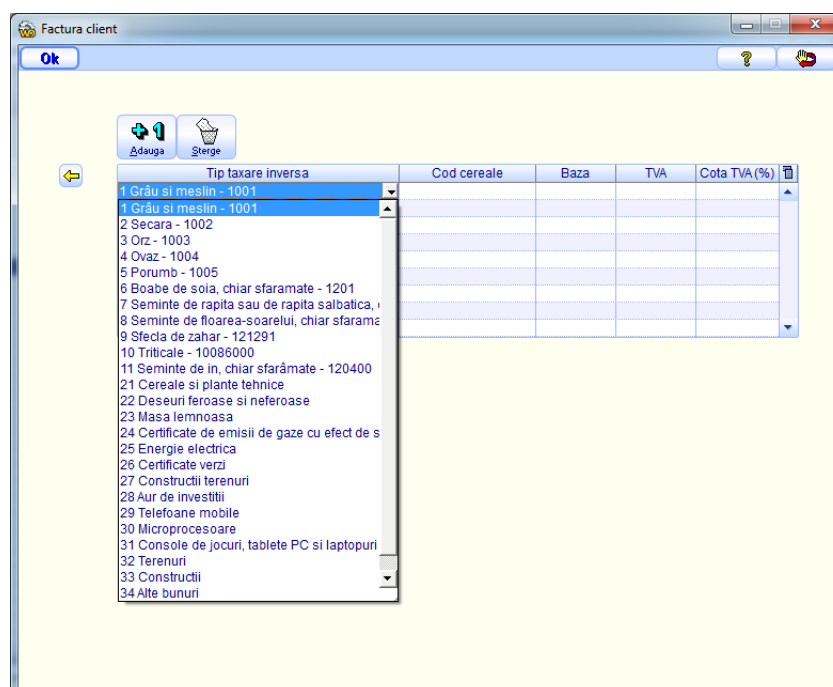 Factura client
Ok
?
Adauga Sterge
Tip taxare inversa Cod cereale Baza TVA Cota TVA (%)
1 Grâu si meslin - 1001
1 Grâu si meslin - 1001
2 Secara - 1002
3 Orz - 1003
4 Ovaz - 1004
5 Porumb - 1005
6 Boabe de soia, chiar sfaramate - 1201
7 Seminte de rapita sau de rapita salbatica,
8 Seminte de floarea-soarelui, chiar sfarama
9 Sfecla de zahar - 121291
10 Triticale - 10086000
11 Seminte de in, chiar sfarâmate - 120400
21 Cereale si plante tehnice
22 Deseuri feroase si neferoase
23 Masa lemnoasa
24 Certificate de emisii de gaze cu efect de s
25 Energie electrica
26 Certificate verzi
27 Constructii terenuri
28 Aur de investitii
29 Telefoane mobile
30 Microprocesoare
31 Console de jocuri, tablete PC si laptopuri
32 Terenuri
33 Constructii
34 Alte bunuri